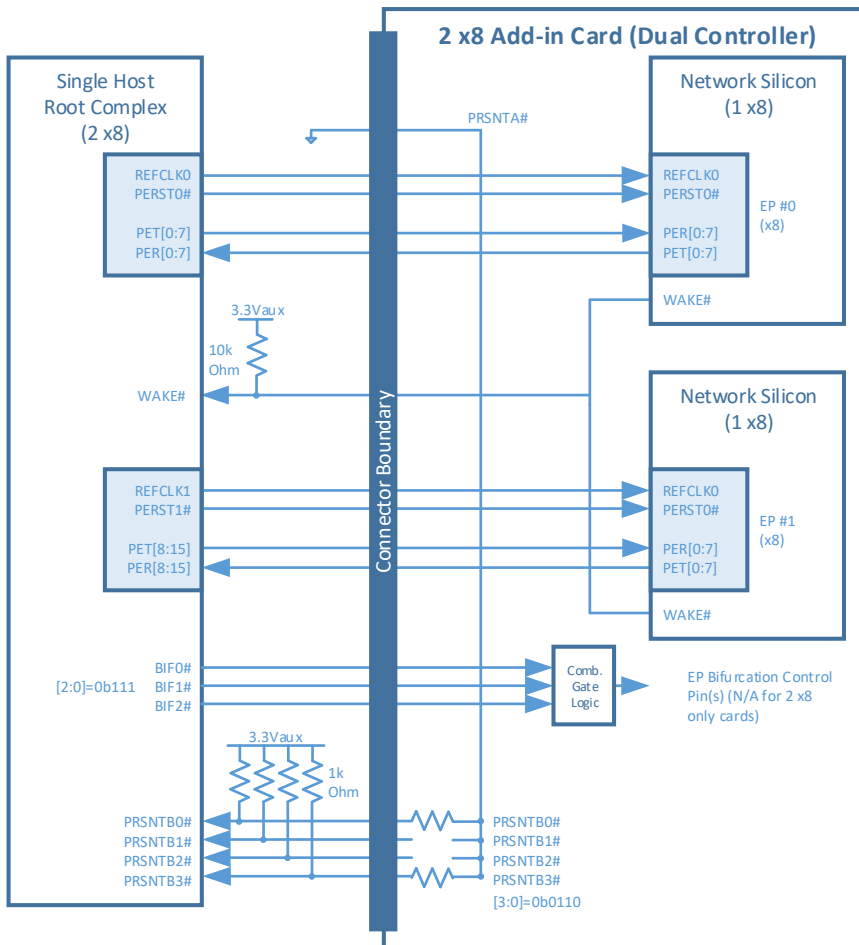 2 x8 Add-in Card (Dual Controller)
Single Host
Root Complex
(2 x8)
Network Silicon
(1 x8)
PRSNTA#
REFCLK0
PERST0#
PET[0:7]
PER[0:7]
REFCLK0
PERST0#
PER[0:7]
PET[0:7]
EP #0
(x8)
WAKE#
3.3Vaux
10k
Ohm
WAKE#
Connector Boundary
Network Silicon
(1 x8)
REFCLK1
PERST1#
PET[8:15]
PER[8:15]
REFCLK0
PERST0#
PER[0:7]
PET[0:7]
EP #1
(x8)
WAKE#
BIF0#
[2:0]=0b111
BIF1#
BIF2#
Comb.
Gate
Logic
EP Bifurcation Control
Pin(s) (N/A for 2 x8
only cards)
3.3Vaux
1k
Ohm
PRSNTB0#
PRSNTB1#
PRSNTB2#
PRSNTB3#
PRSNTB0#
PRSNTB1#
PRSNTB2#
PRSNTB3#
[3:0]=0b0110